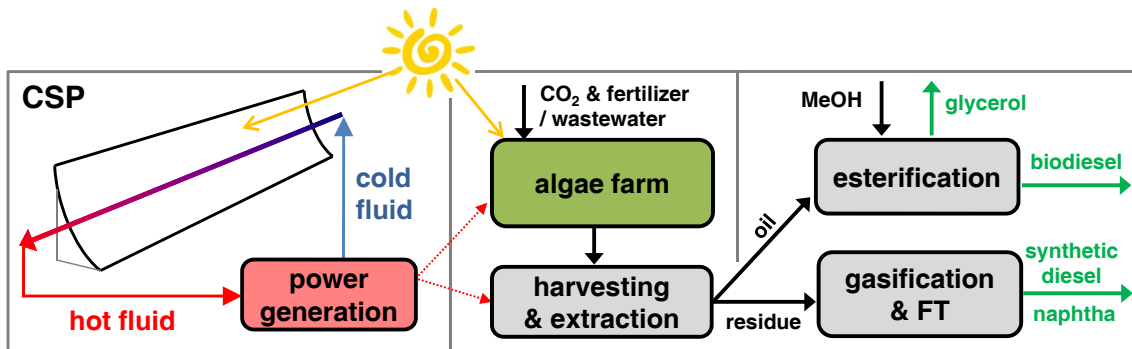 CSP
cold
fluid
hot fluid
power
generation
CO₂ & fertilizer
/ wastewater
algae farm
harvesting
& extraction
oil
residue
MeOH
glycerol
esterification
biodiesel
gasification
& FT
synthetic
diesel
naphtha